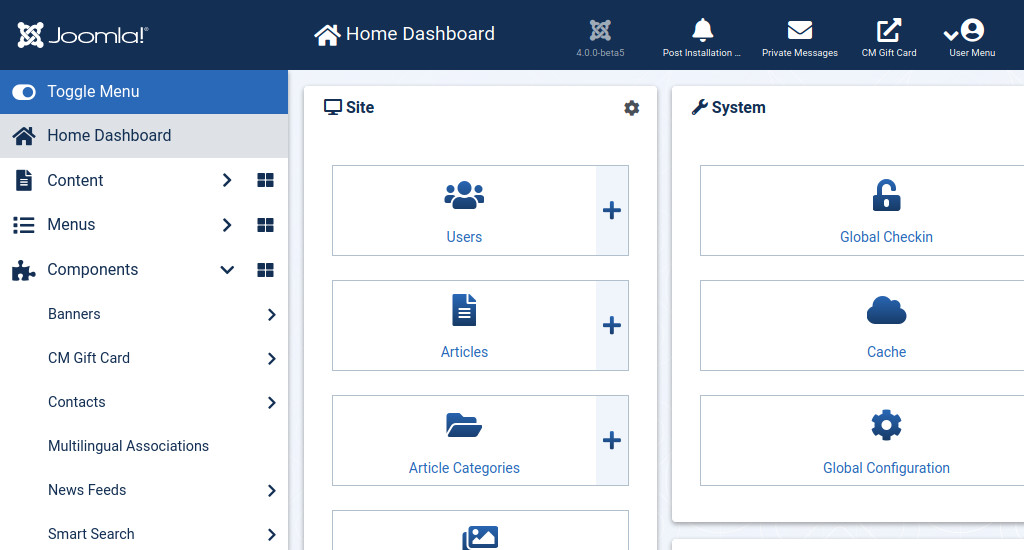 Joomla!
Home Dashboard
4.0.0-beta5
Post Installation ...
Private Messages
CM Gift Card
User Menu
Toggle Menu
Home Dashboard
Content
Menus
Components
Banners
CM Gift Card
Contacts
Multilingual Associations
News Feeds
Smart Search
Site
Users
Articles
Article Categories
System
Global Checkin
Cache
Global Configuration